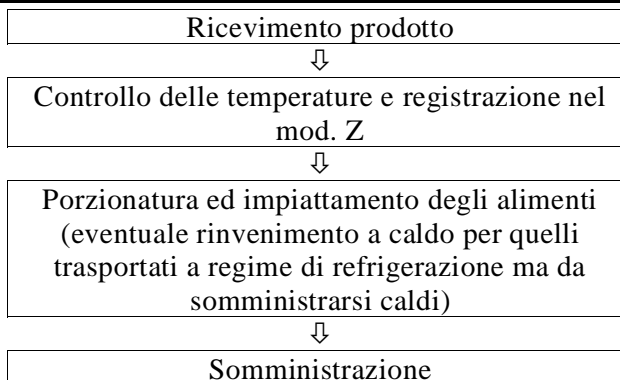 Ricevimento prodotto
⇩
Controllo delle temperature e registrazione nel
mod. Z
⇩
Porzionatura ed impiattamento degli alimenti
(eventuale rinvenimento a caldo per quelli
trasportati a regime di refrigerazione ma da
somministrarsi caldi)
⇩
Somministrazione